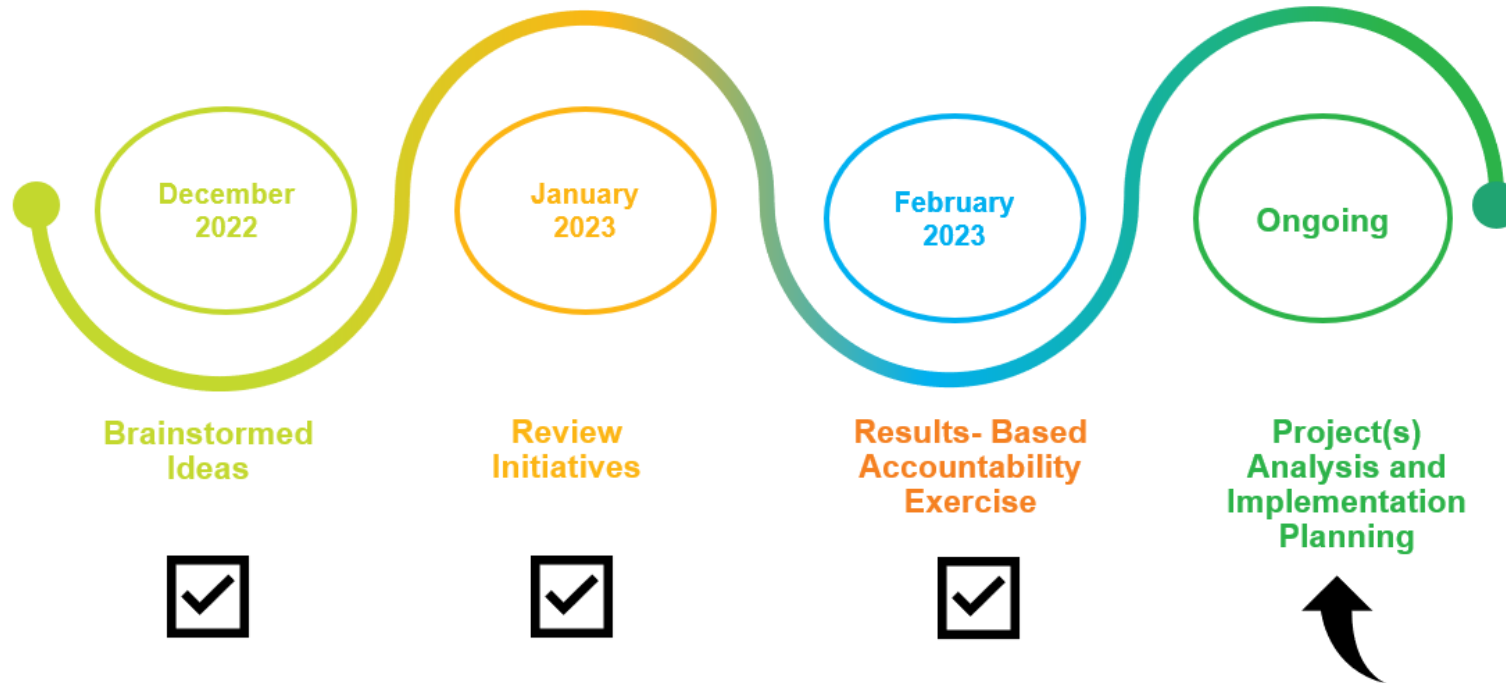 December
2022
January
2023
February
2023
Ongoing
Brainstormed
Ideas
Review
Initiatives
Results- Based
Accountability
Exercise
Project(s)
Analysis and
Implementation
Planning